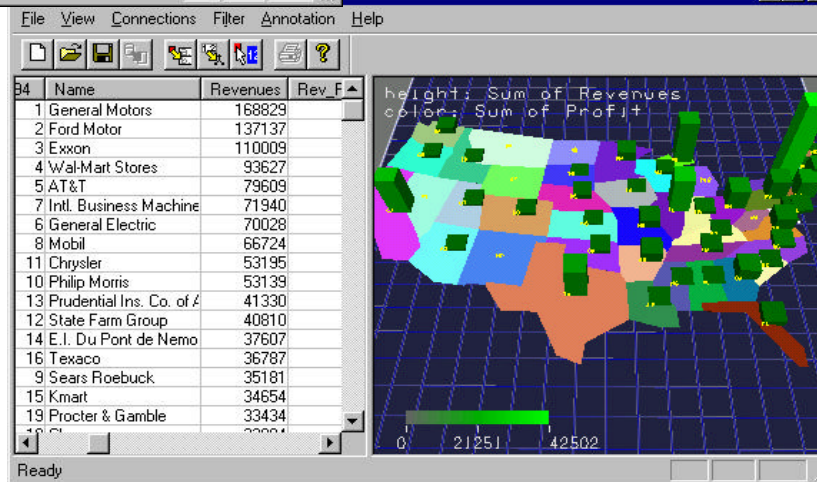 File View Connections Filter Annotation Help
94 Name Revenues Rev_F
1 General Motors 168829
2 Ford Motor 137137
3 Exxon 110009
4 Wal-Mart Stores 93627
5 AT&T 79609
7 Intl. Business Machine 71940
6 General Electric 70028
8 Mobil 66724
11 Chrysler 53195
10 Philip Morris 53139
13 Prudential Ins. Co. of 41330
12 State Farm Group 40810
14 E.I. Du Pont de Nemo 37607
16 Texaco 36787
9 Sears Roebuck 35181
15 Kmart 34654
19 Procter & Gamble 33434
height: Sum of Revenues
color: Sum of Profit
0 21251 42502
Ready